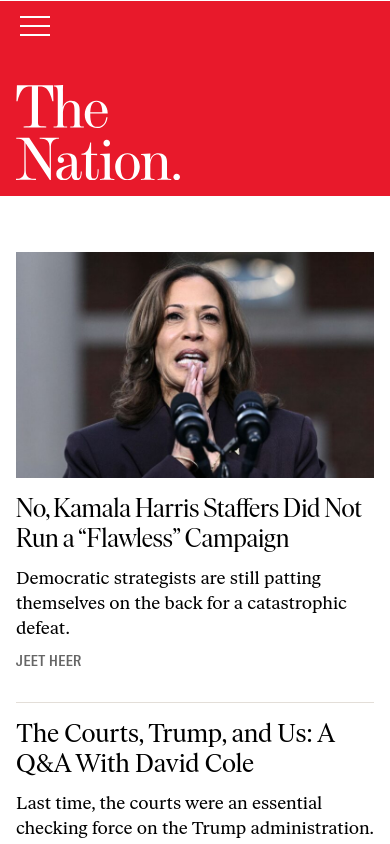 The
Nation.
No, Kamala Harris Staffers Did Not
Run a “Flawless” Campaign
Democratic strategists are still patting
themselves on the back for a catastrophic
defeat.
JEET HEER
The Courts, Trump, and Us: A
Q&A With David Cole
Last time, the courts were an essential
checking force on the Trump administration.